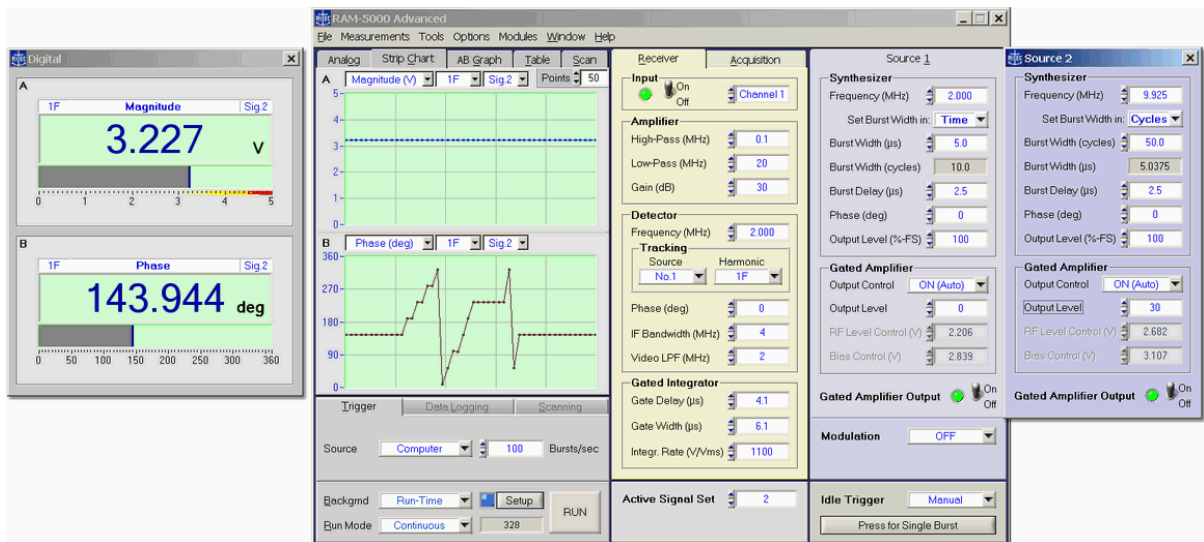 Digital
A
1F Magnitude Sig.2
3.227 V
0 1 2 3 4 5
B
1F Phase Sig.2
143.944 deg
0 50 100 150 200 250 300 360
RAM-5000 Advanced
File Measurements Tools Options Modules Window Help
Analog Strip Chart AB Graph Table Scan
A Magnitude (V) 1F Sig.2 Points 50
5
4
3
2
1
0
B Phase (deg) 1F Sig.2
360
270
180
90
0
Trigger Data Logging Scanning
Source Computer 100 Bursts/sec
Backgrnd Run-Time Setup
Run Mode Continuous 328
RUN
Receiver Acquisition
Input
On
Off
Channel 1
Amplifier
High-Pass (MHz) 0.1
Low-Pass (MHz) 20
Gain (dB) 30
Detector
Frequency (MHz) 2.000
Tracking
Source Harmonic
No.1 1F
Phase (deg) 0
IF Bandwidth (MHz) 4
Video LPF (MHz) 2
Gated Integrator
Gate Delay (µs) 4.1
Gate Width (µs) 6.1
Integr. Rate (V/Vms) 1100
Active Signal Set 2
Source 1
Synthesizer
Frequency (MHz) 2.000
Set Burst Width in: Time
Burst Width (µs) 5.0
Burst Width (cycles) 10.0
Burst Delay (µs) 2.5
Phase (deg) 0
Output Level (%-FS) 100
Gated Amplifier
Output Control ON (Auto)
Output Level 0
RF Level Control (V) 2.206
Bias Control (V) 2.839
Gated Amplifier Output On
Off
Modulation OFF
Idle Trigger Manual
Press for Single Burst
Source 2
Synthesizer
Frequency (MHz) 9.925
Set Burst Width in: Cycles
Burst Width (cycles) 50.0
Burst Width (µs) 5.0375
Burst Delay (µs) 2.5
Phase (deg) 0
Output Level (%-FS) 100
Gated Amplifier
Output Control ON (Auto)
Output Level 30
RF Level Control (V) 2.682
Bias Control (V) 3.107
Gated Amplifier Output On
Off